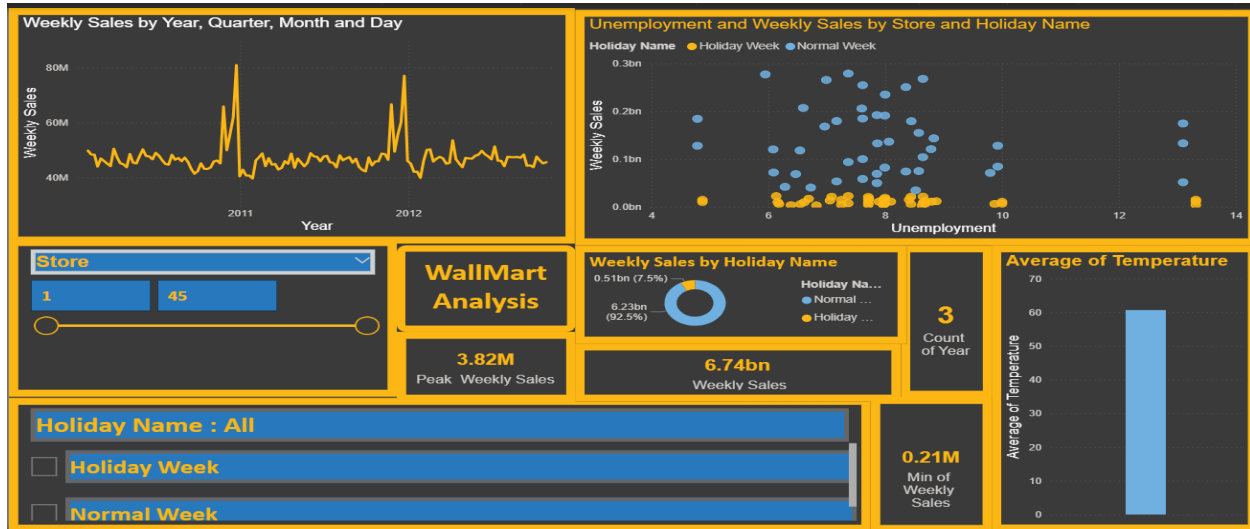 Weekly Sales by Year, Quarter, Month and Day
Weekly Sales
80M
60M
40M
2011
2012
Year
Unemployment and Weekly Sales by Store and Holiday Name
Holiday Name Holiday Week Normal Week
Weekly Sales
0.3bn
0.2bn
0.1bn
0.0bn
4
6
8
10
12
14
Unemployment
Store
1
45
WallMart
Analysis
3.82M
Peak Weekly Sales
Weekly Sales by Holiday Name
0.51bn (7.5%)
6.23bn
(92.5%)
Holiday Na...
Normal ...
Holiday ...
6.74bn
Weekly Sales
3
Count
of Year
Average of Temperature
Average of Temperature
70
60
50
40
30
20
10
0
Holiday Name : All
Holiday Week
Normal Week
0.21M
Min of
Weekly
Sales